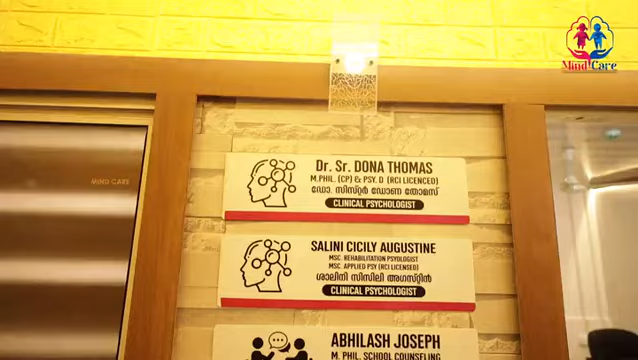 Mind Care
MIND CARE
Dr. Sr. DONA THOMAS
M.PHIL. (CP) & PSY. D (RCI LICENCED)
ഡോ. സിസ്റ്റർ ഡോണ തോമസ്
CLINICAL PSYCHOLOGIST
SALINI CICILY AUGUSTINE
MSC. REHABILITATION PSYOLOGIST
MSC. APPLIED PSY (RCI LICENSED)
ശാലിനി സിസിലി അഗസ്റ്റിൻ
CLINICAL PSYCHOLOGIST
ABHILASH JOSEPH
M. PHIL. SCHOOL COUNSELING